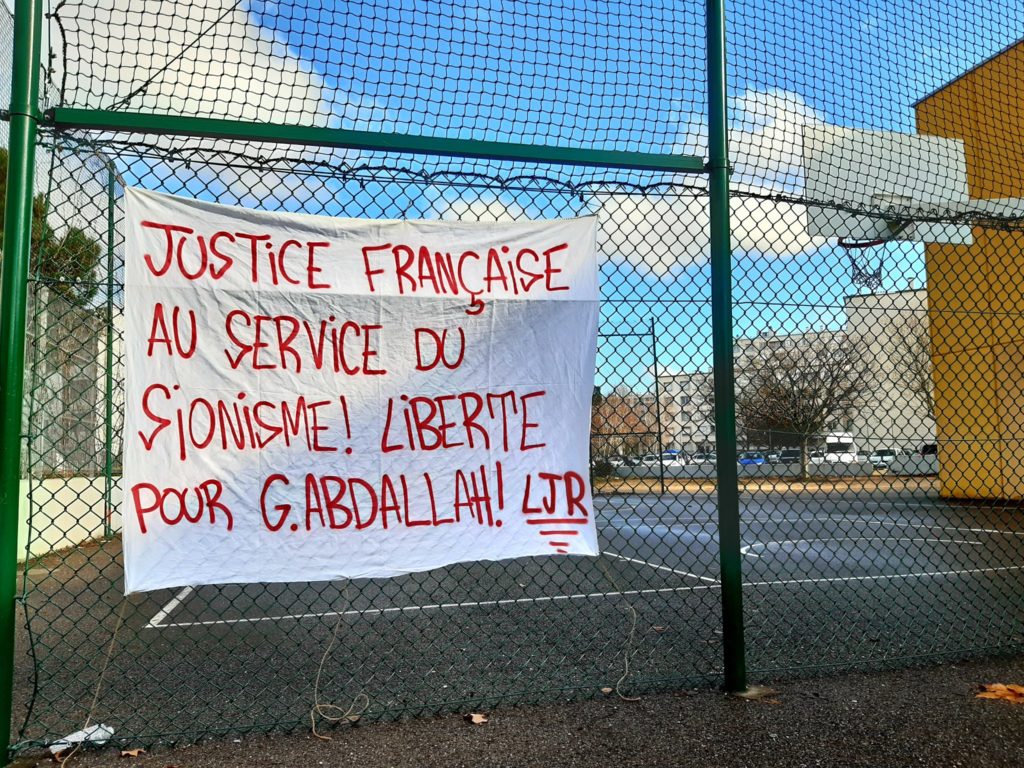 JUSTICE FRANÇAISE
AU SERVICE DU
SIONISME! LIBERTE
POUR G.ABDALLAH! LJR